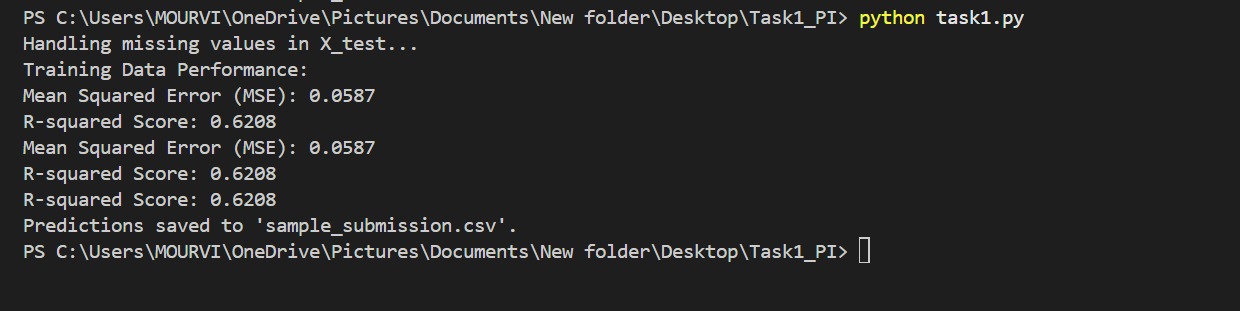 PS C:\Users\MOURVI\OneDrive\Pictures\Documents\New folder\Desktop\Task1_PI> python task1.py
Handling missing values in X_test...
Training Data Performance:
Mean Squared Error (MSE): 0.0587
R-squared Score: 0.6208
Mean Squared Error (MSE): 0.0587
R-squared Score: 0.6208
R-squared Score: 0.6208
Predictions saved to 'sample_submission.csv'.
PS C:\Users\MOURVI\OneDrive\Pictures\Documents\New folder\Desktop\Task1_PI>